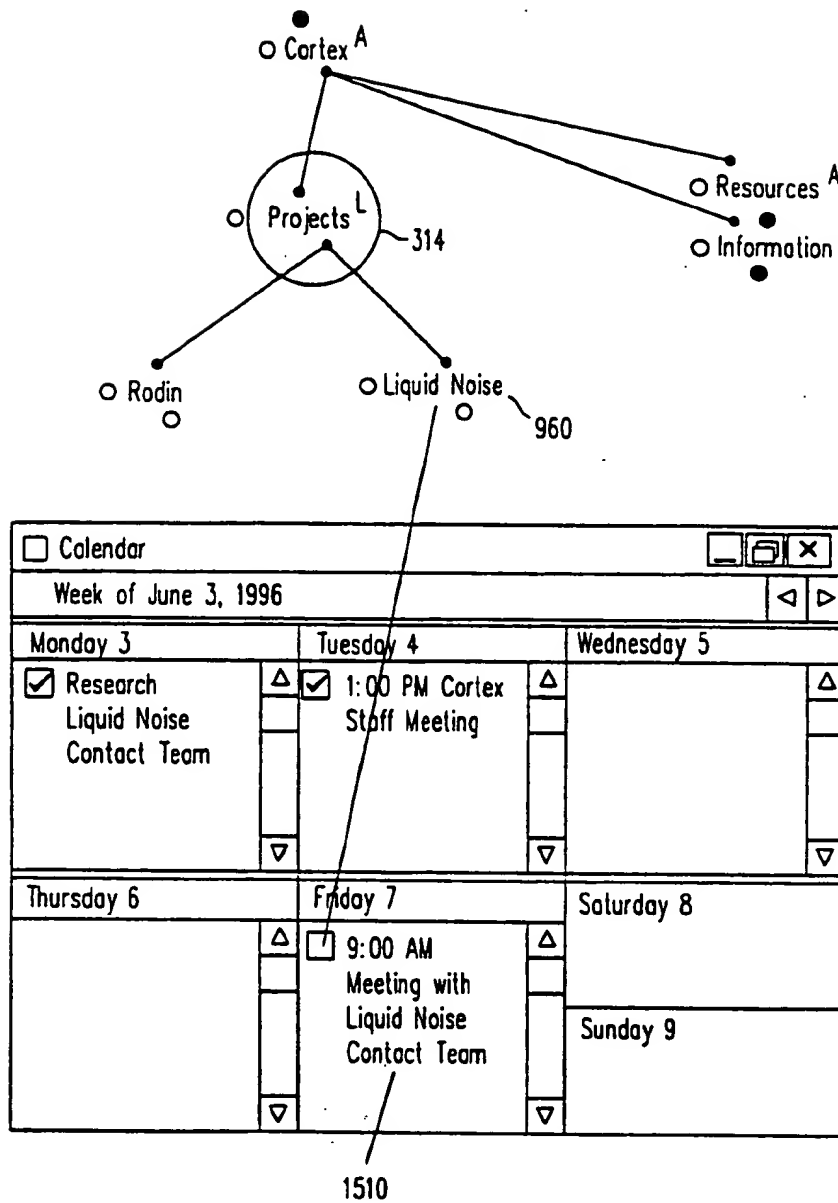 Cortex A
Resources A
Projects L
314
Information
Rodin
Liquid Noise
960
Calendar
Week of June 3, 1996
Monday 3
Tuesday 4
Wednesday 5
Research
Liquid Noise
Contact Team
1:00 PM Cortex
Staff Meeting
Thursday 6
Friday 7
Saturday 8
9:00 AM
Meeting with
Liquid Noise
Contact Team
Sunday 9
1510